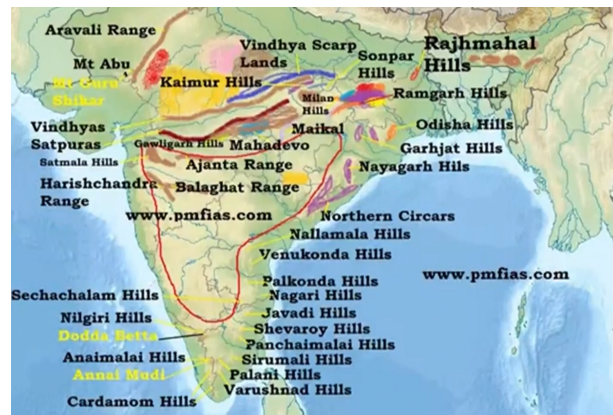 Aravali Range
Mt Abu
Mt Guru
Shikar
Vindhya Scarp
Lands
Kaimur Hills
Sonpar
Hills
Rajhmahal
Hills
Milan
Hills
Ramgarh Hills
Vindhyas
Satpuras
Gawligarh Hills
Mahadevo
Maikal
Odisha Hills
Garhjat Hills
Satmala Hills
Ajanta Range
Nayagarh Hils
Harishchandra
Range
Balaghat Range
www.pmfias.com
Northern Circars
Nallamala Hills
Venukonda Hills
www.pmfias.com
Palkonda Hills
Sechachalam Hills
Nagari Hills
Javadi Hills
Nilgiri Hills
Shevaroy Hills
Dodda Betta
Panchaimalai Hills
Anaimalai Hills
Sirumali Hills
Annai Mudi
Palani Hills
Varushnad Hills
Cardamom Hills